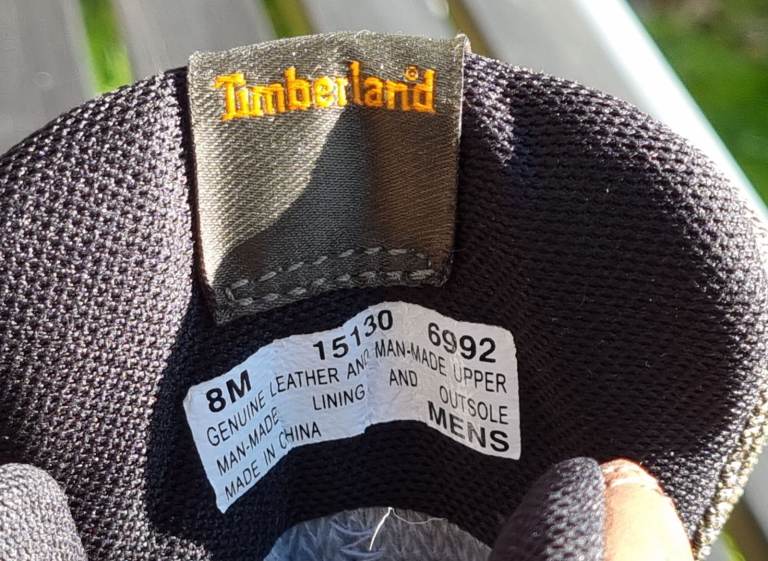 Timberland®
8M 15130 6992
GENUINE LEATHER AND MAN-MADE UPPER
MAN-MADE LINING AND OUTSOLE
MADE IN CHINA MENS